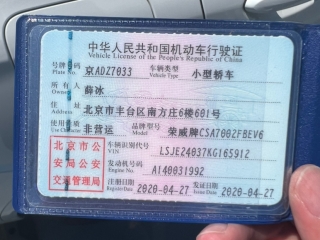 中华人民共和国机动车行驶证
Vehicle License of the People's Republic of China
号牌号码 京ADZ7033 车辆类型 小型轿车
Plate No. Vehicle Type
所有人 薛冰
Owner
住址 北京市丰台区南方庄6楼601号
Address
使用性质 非营运 品牌型号 荣威牌CSA7002FBEV6
Use Character Model
北京市公安局公安交通管理局
车辆识别代号 LSJE24037KG165912
VIN
发动机号码 A140031992
Engine No.
注册日期 2020-04-27 发证日期 2020-04-27
Register Date Issue Date